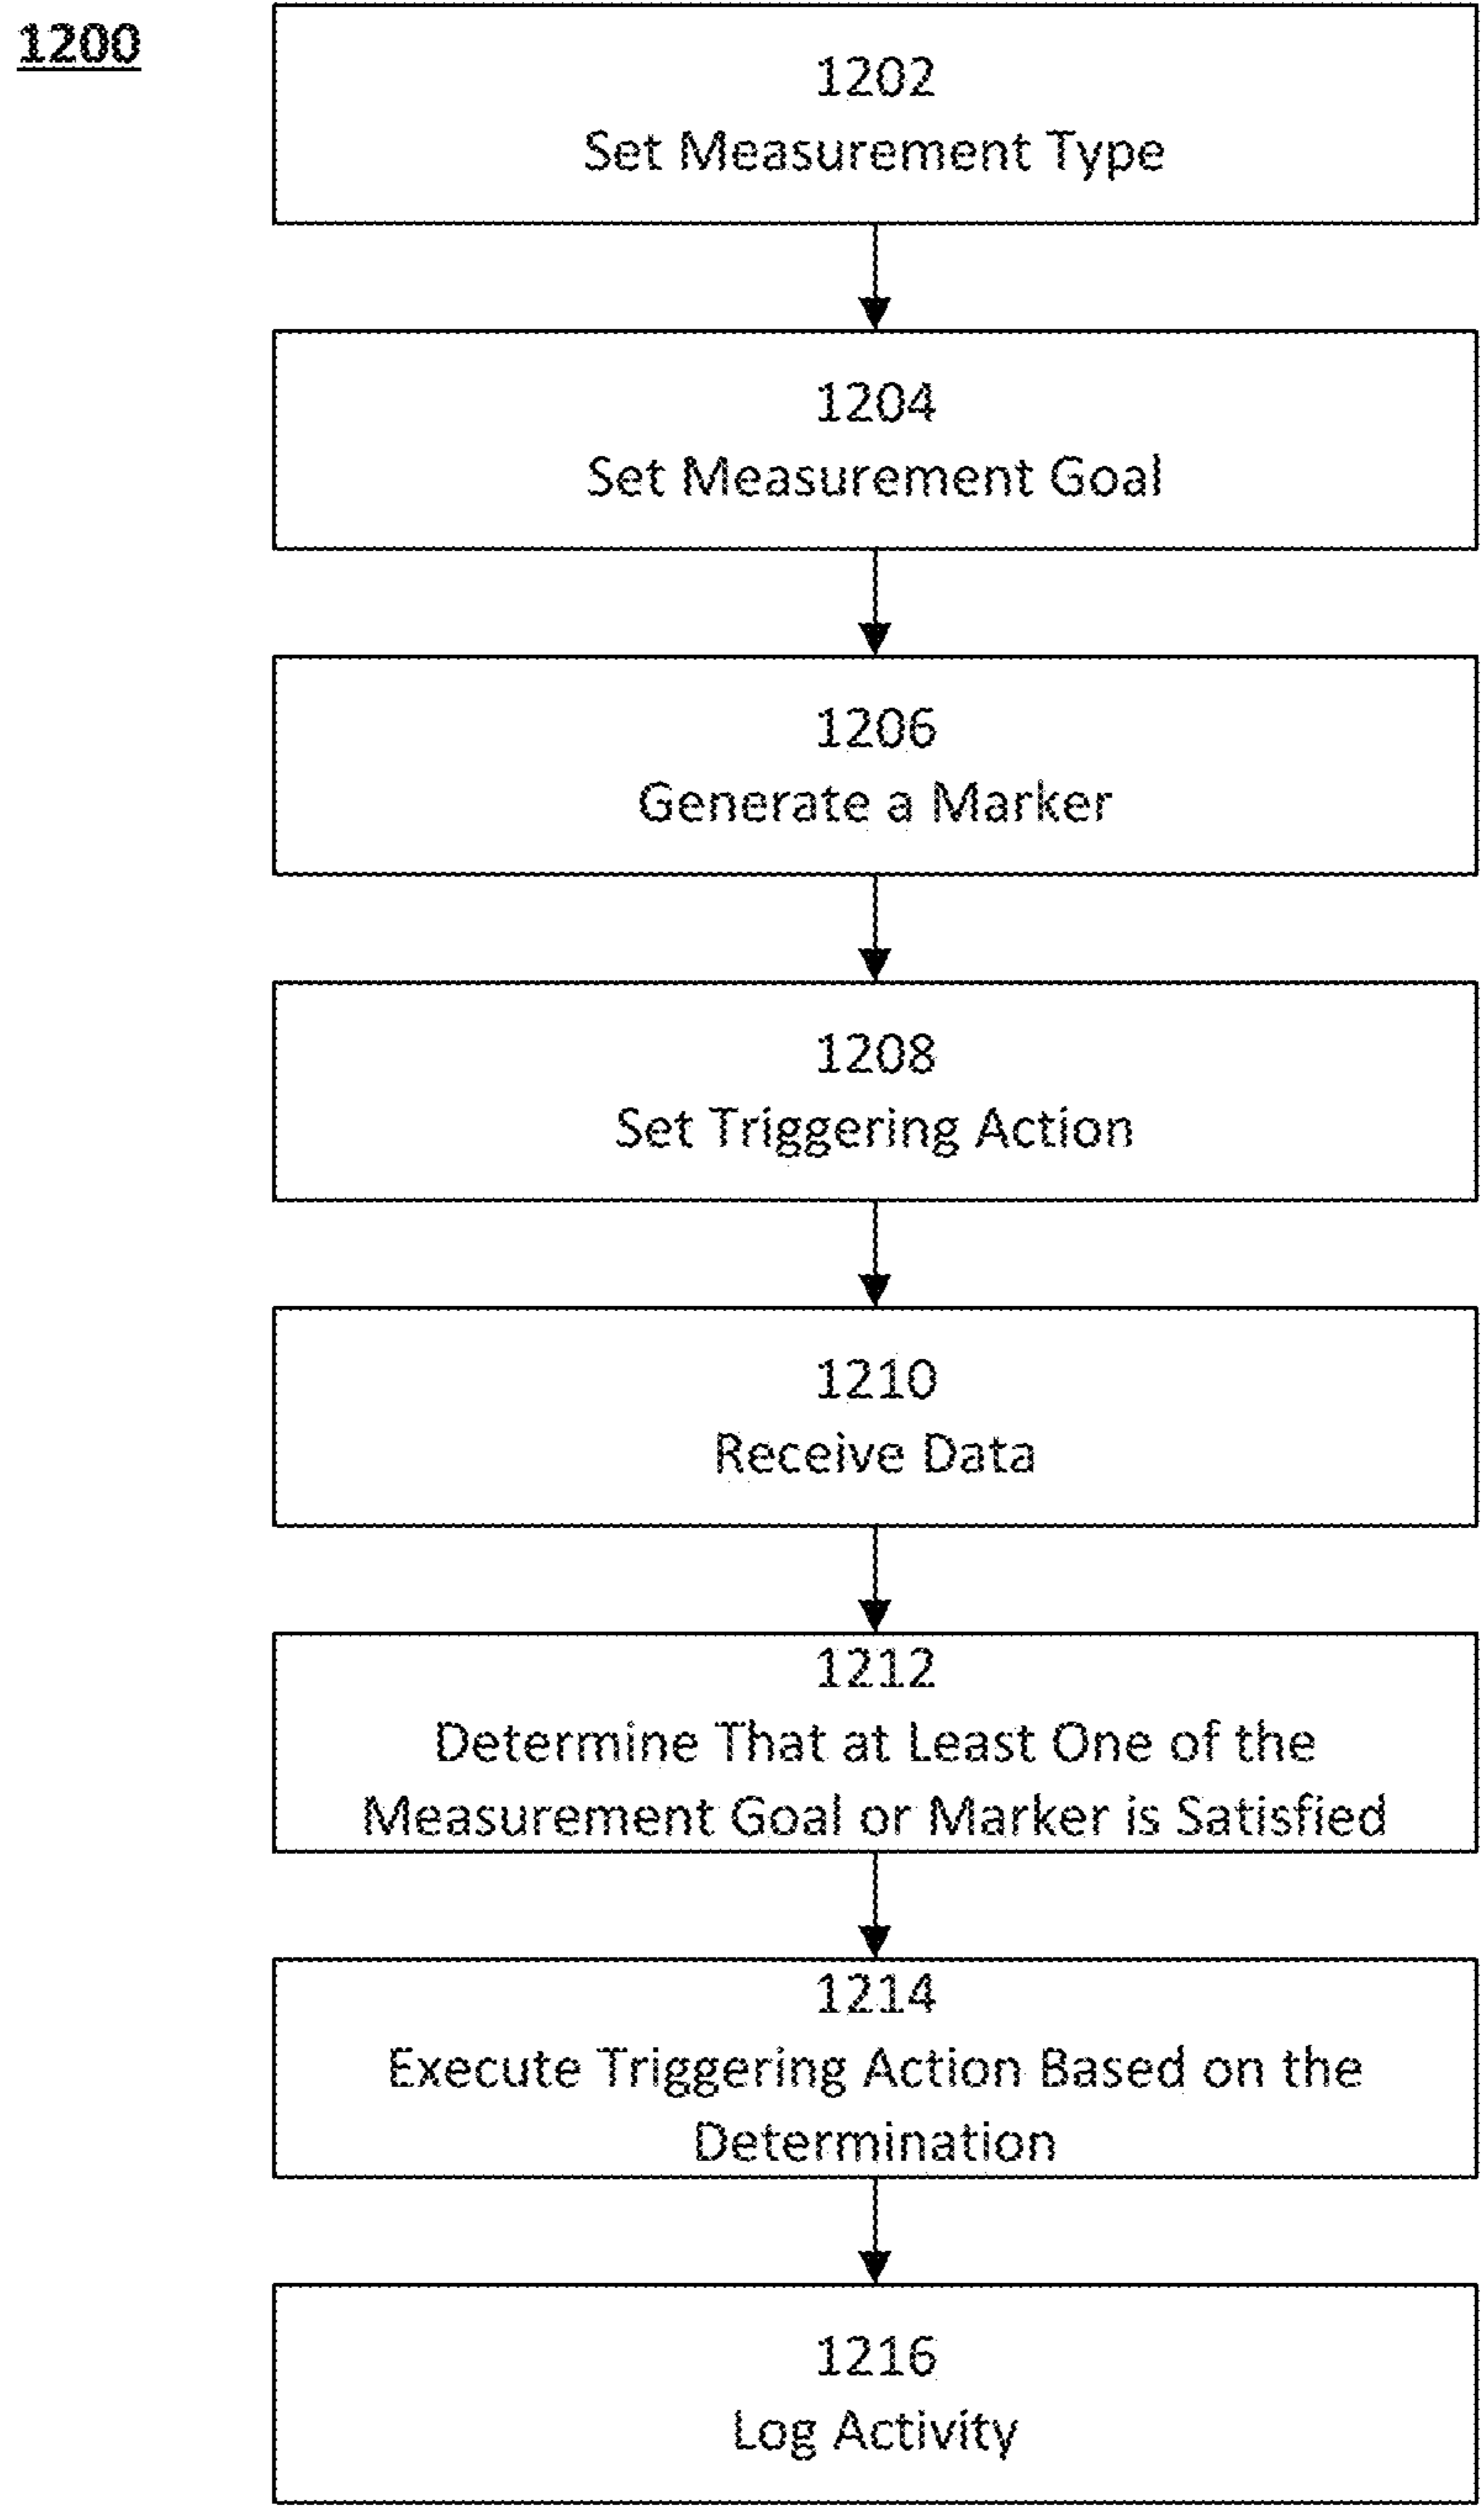 1200
1202
Set Measurement Type
1204
Set Measurement Goal
1206
Generate a Marker
1208
Set Triggering Action
1210
Receive Data
1212
Determine That at Least One of the
Measurement Goal or Marker is Satisfied
1214
Execute Triggering Action Based on the
Determination
1216
Log Activity